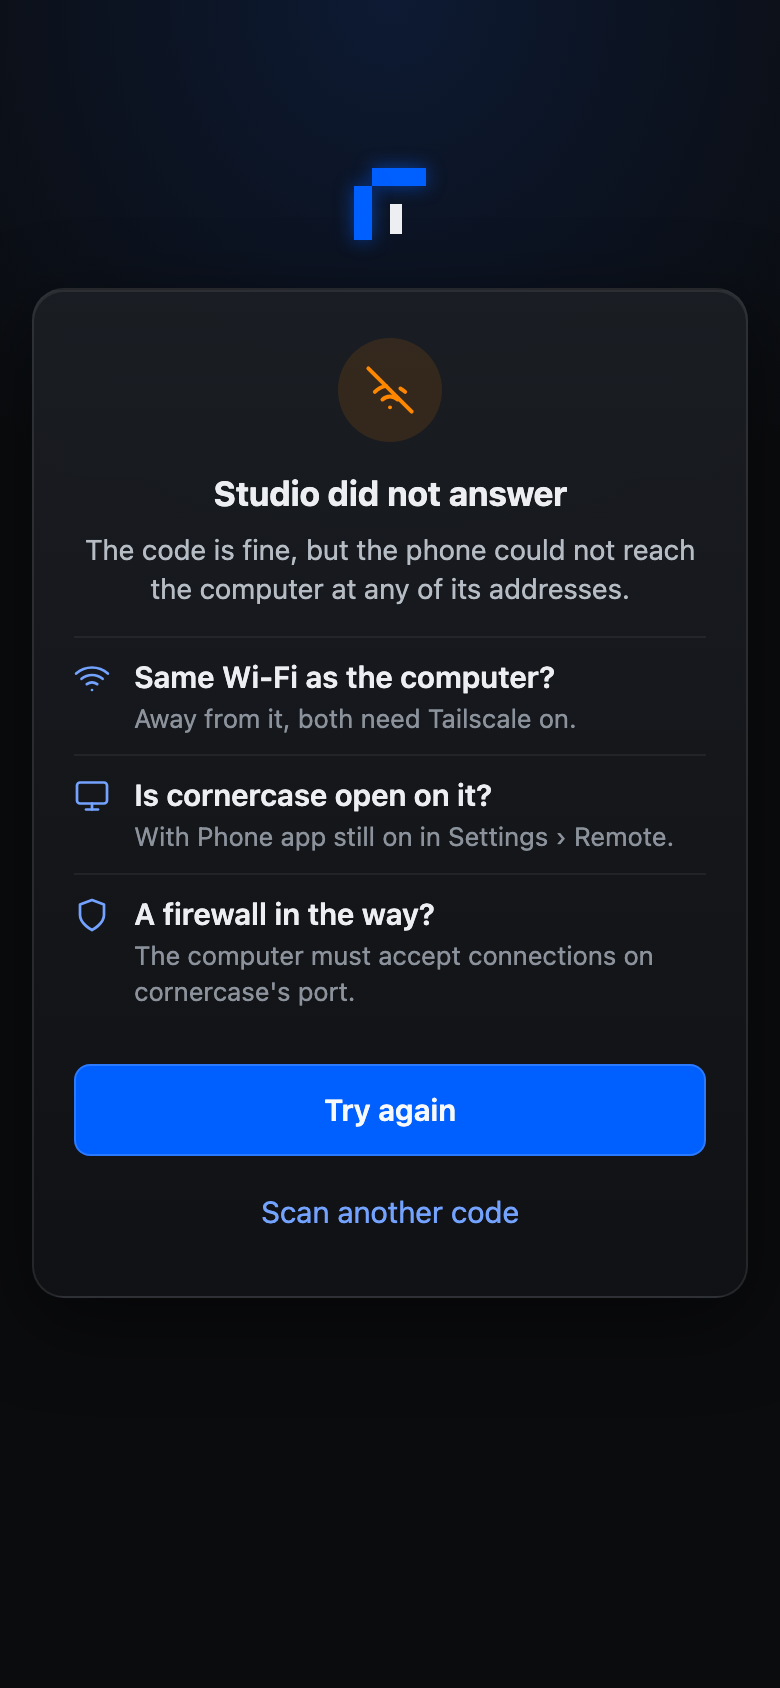 Studio did not answer
The code is fine, but the phone could not reach
the computer at any of its addresses.
Same Wi-Fi as the computer?
Away from it, both need Tailscale on.
Is cornercase open on it?
With Phone app still on in Settings › Remote.
A firewall in the way?
The computer must accept connections on
cornercase's port.
Try again
Scan another code